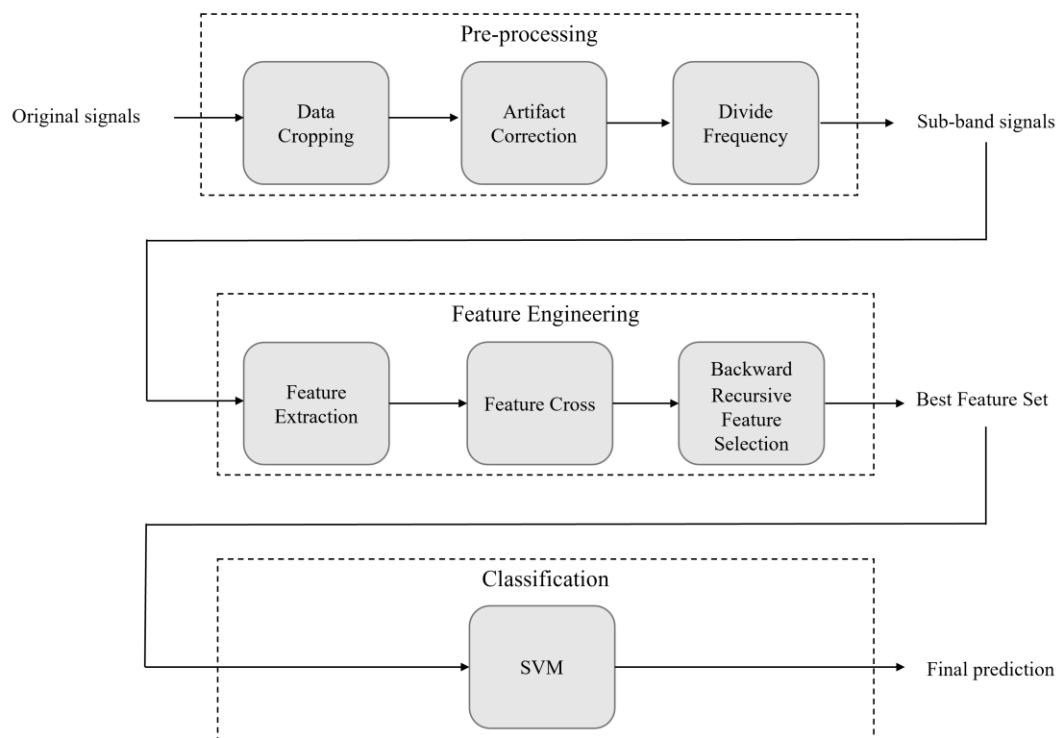 Pre-processing
Original signals
Data
Cropping
Artifact
Correction
Divide
Frequency
Sub-band signals
Feature Engineering
Feature
Extraction
Feature Cross
Backward
Recursive
Feature
Selection
Best Feature Set
Classification
SVM
Final prediction